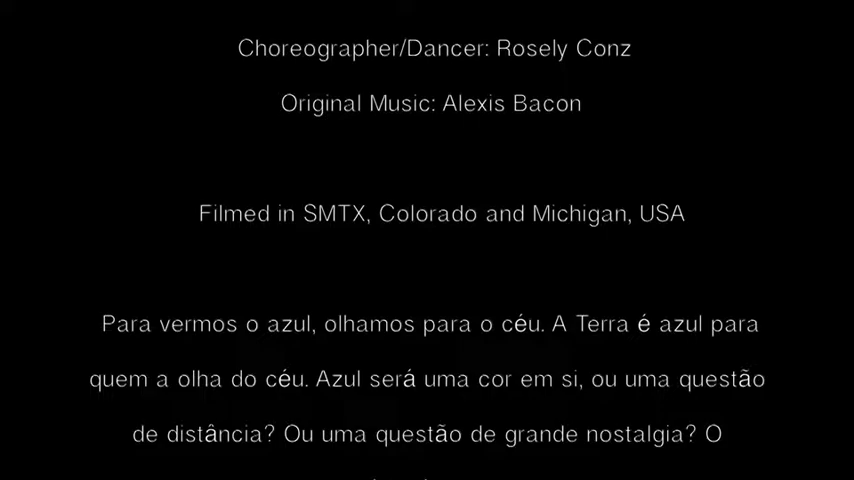 Choreographer/Dancer: Rosely Conz
Original Music: Alexis Bacon
Filmed in SMTX, Colorado and Michigan, USA
Para vermos o azul, olhamos para o céu. A Terra é azul para
quem a olha do céu. Azul será uma cor em si, ou uma questão
de distância? Ou uma questão de grande nostalgia? O